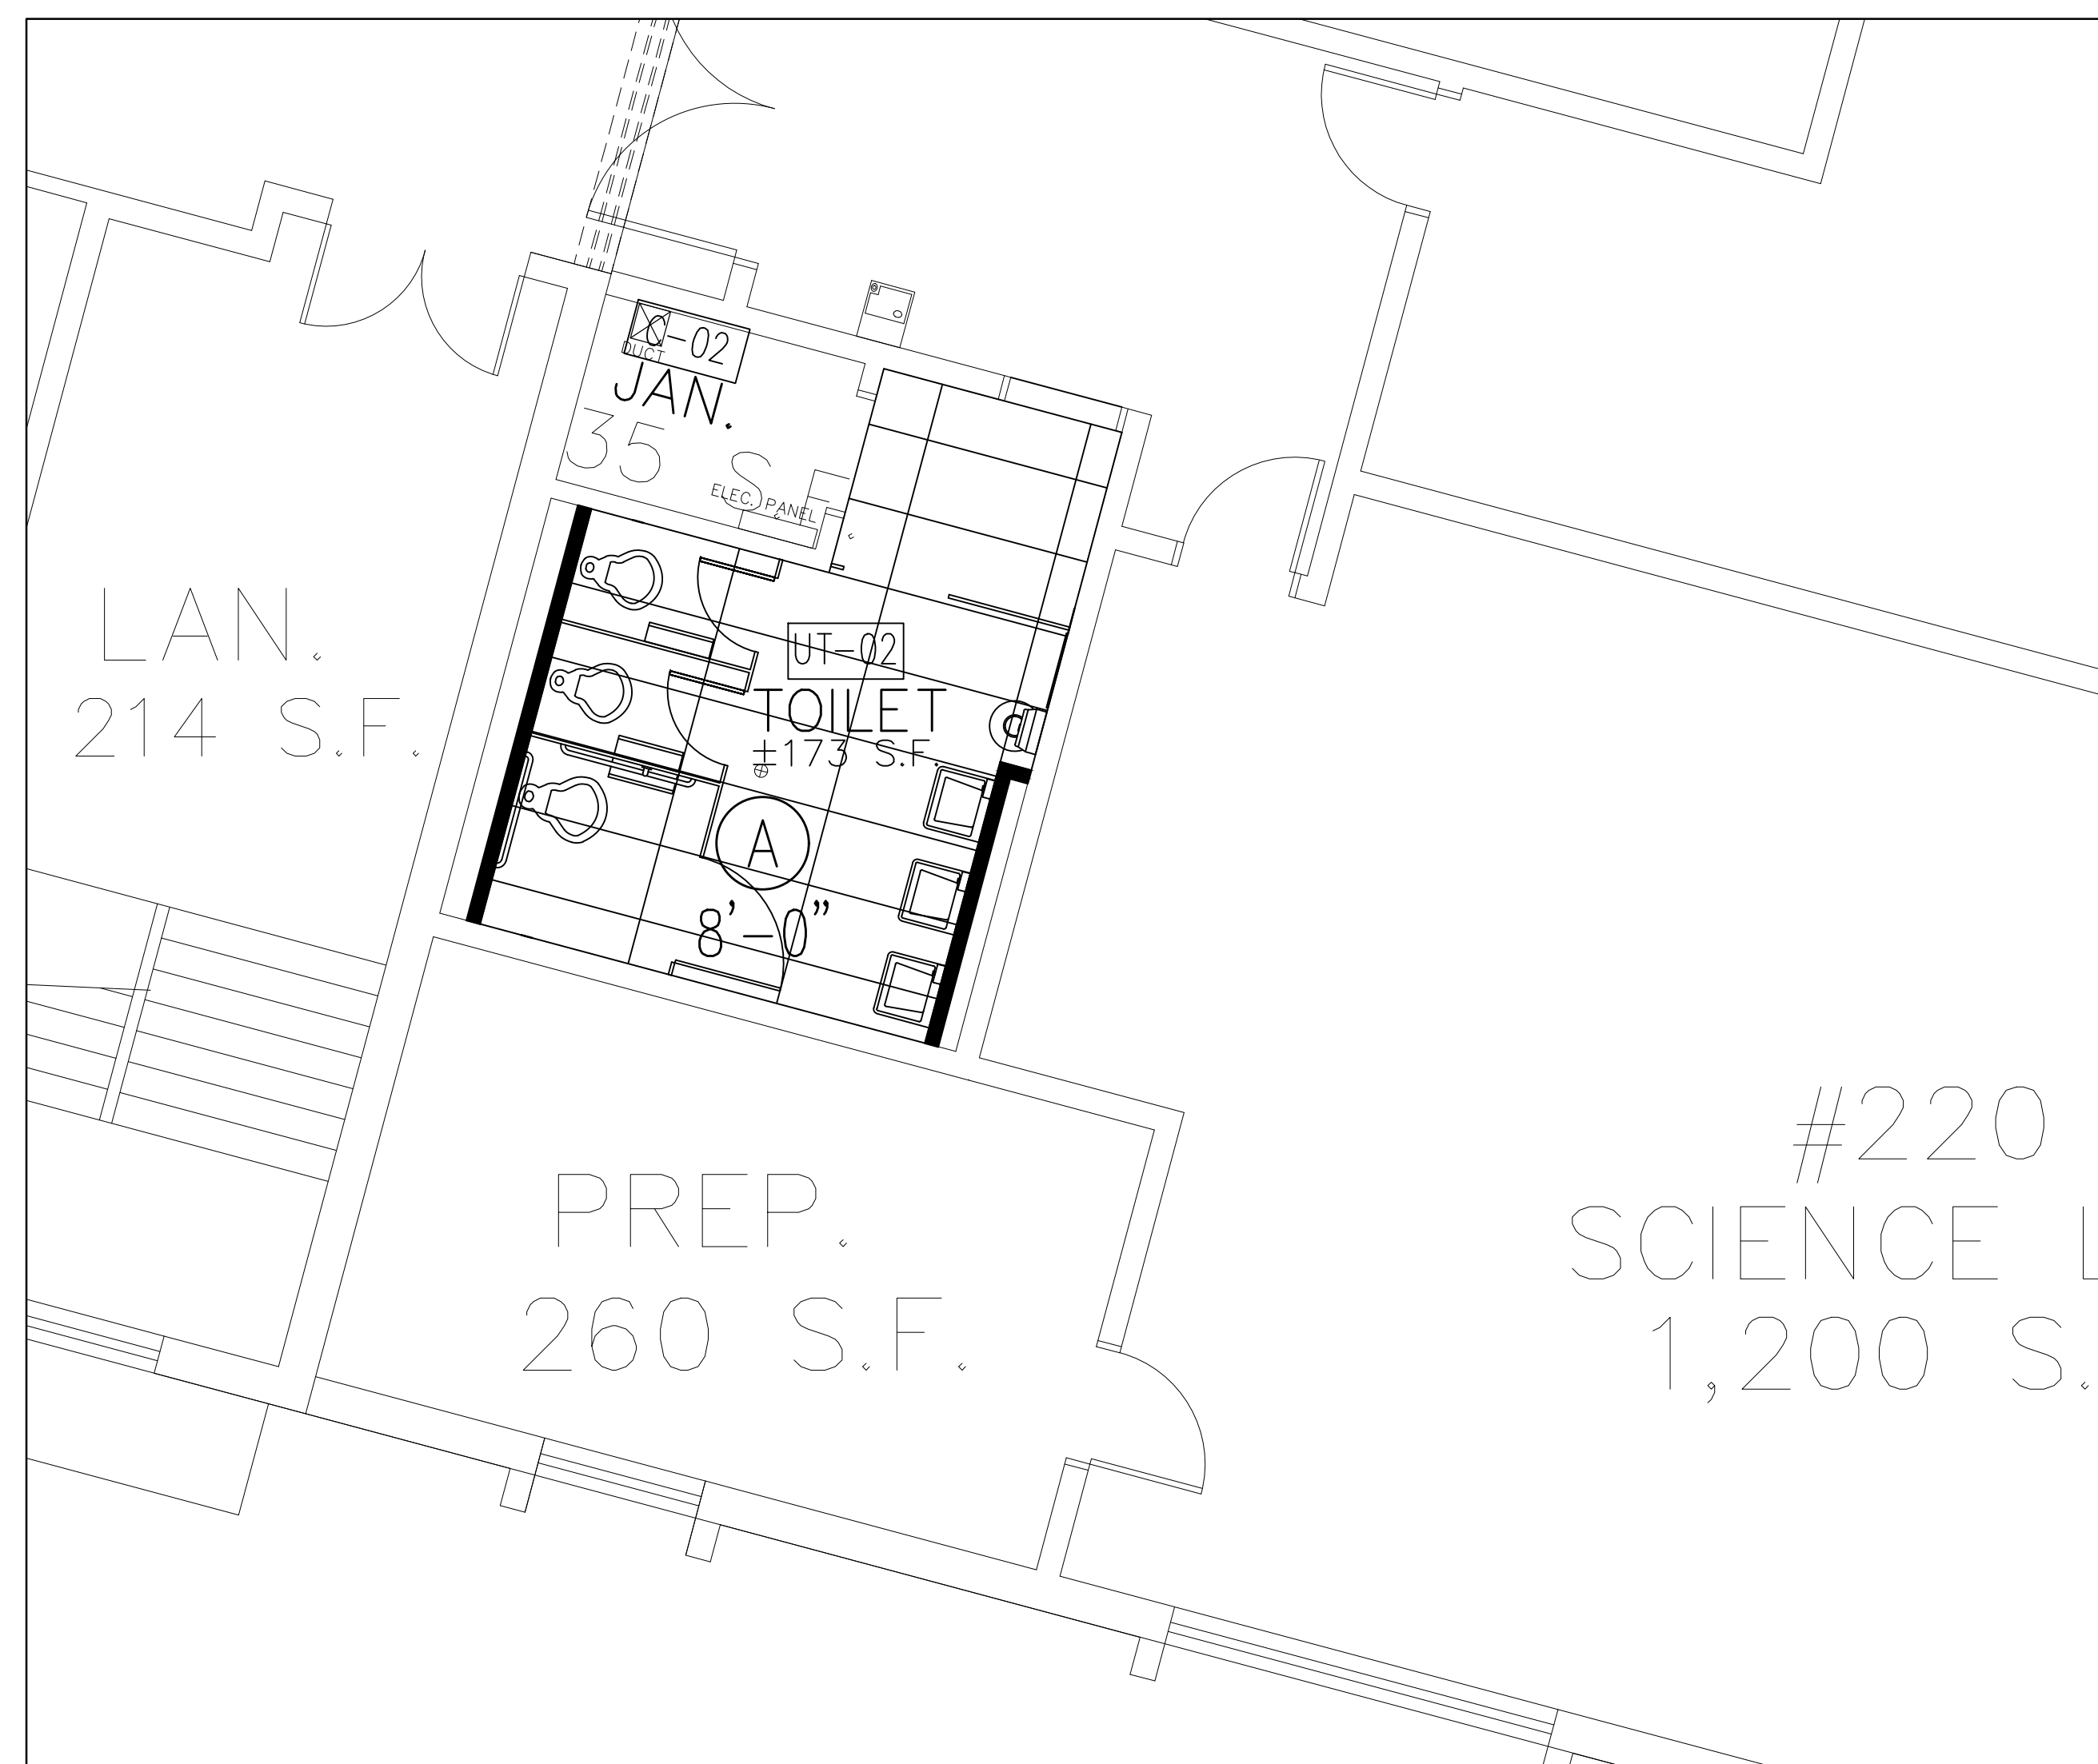 C-02
DUCT
JAN.
35 S.F.
ELEC. PANEL
LAN.
214 S.F.
UT-02
TOILET
±173 S.F.
A
8'-0"
#220
SCIENCE L
1,200 S.
PREP.
260 S.F.